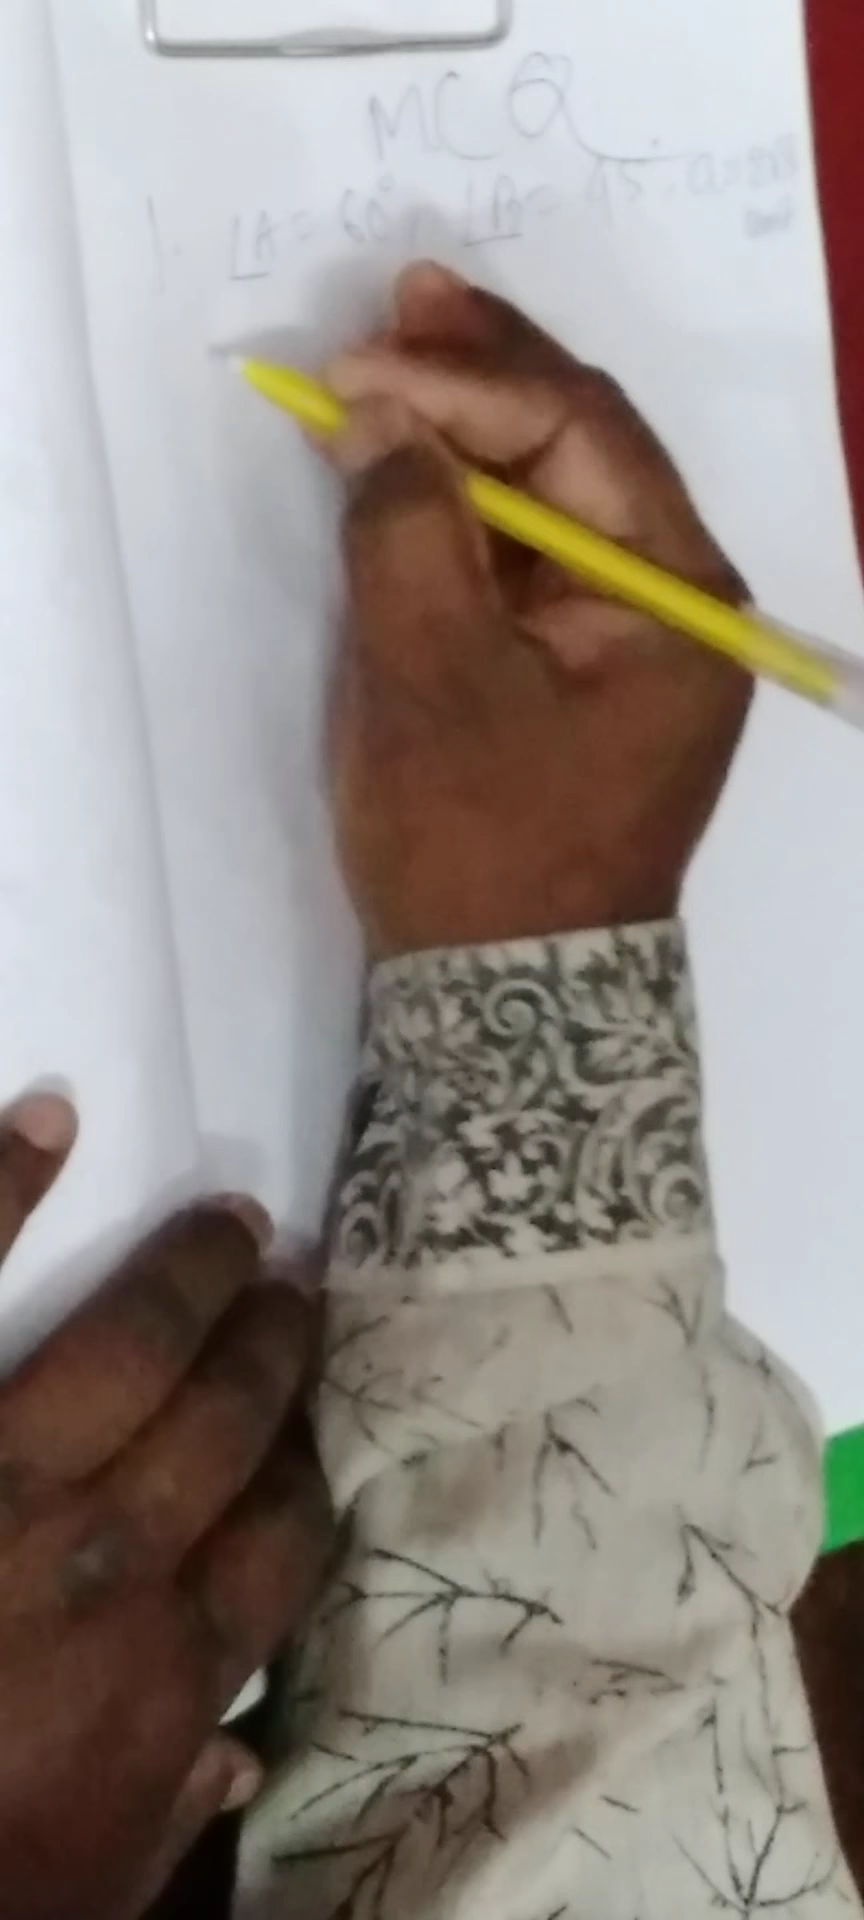 MCQ
1. ∠A = 60°, ∠B = 45°, a =